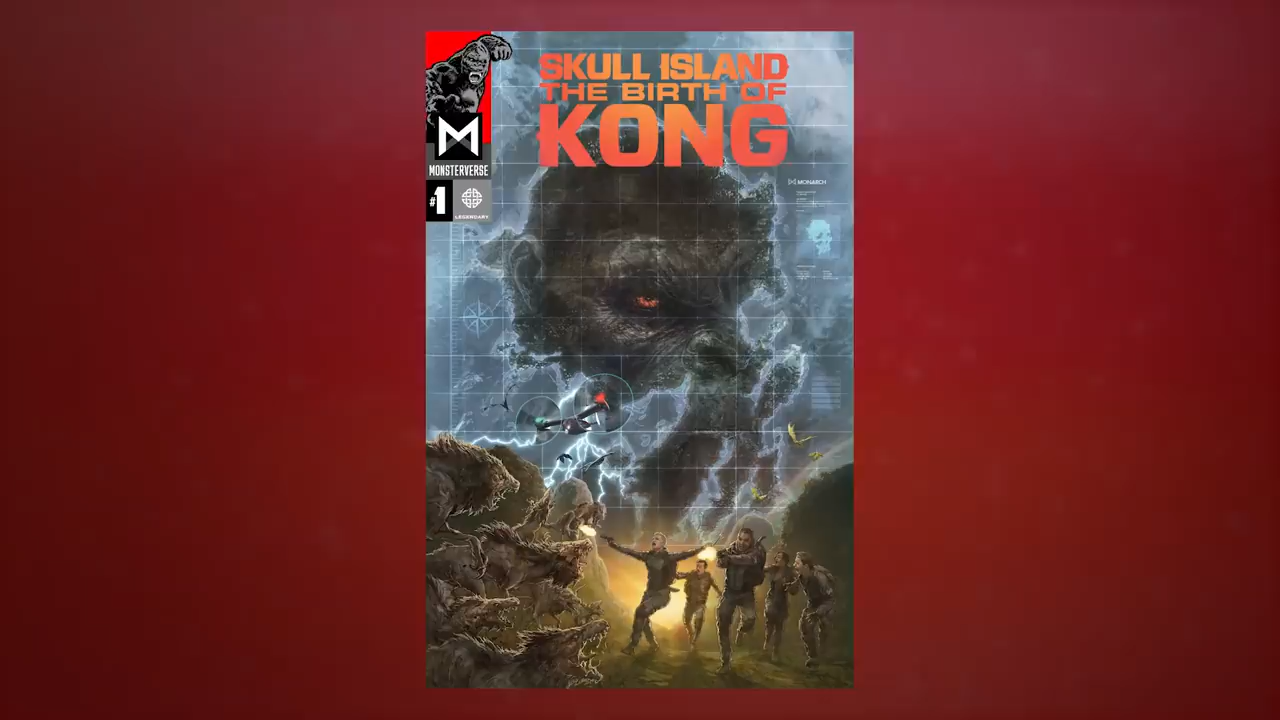 SKULL ISLAND
THE BIRTH OF
KONG
M
MONSTERVERSE
#1
LEGENDARY
MONARCH